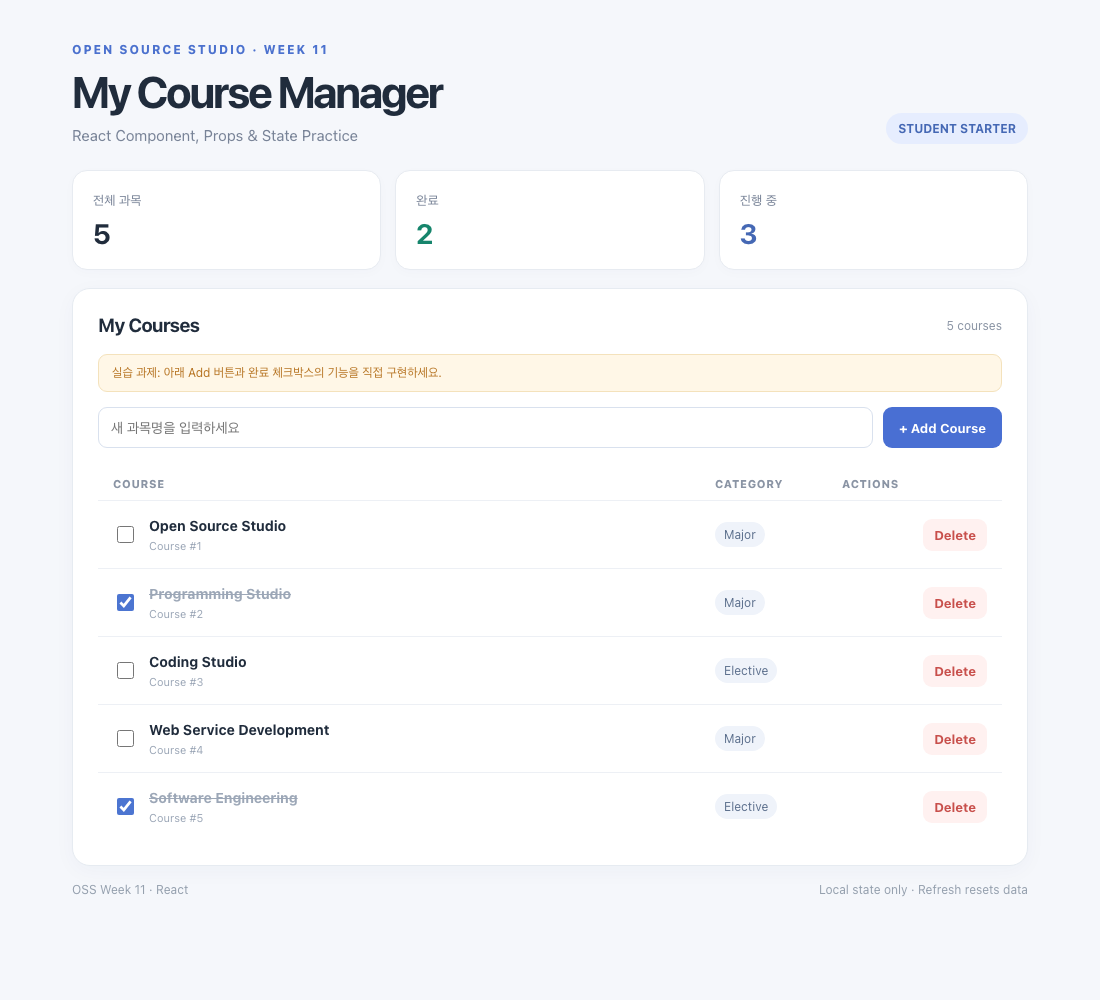 OPEN SOURCE STUDIO · WEEK 11
My Course Manager
React Component, Props & State Practice
STUDENT STARTER
전체 과목
5
완료
2
진행 중
3
My Courses
5 courses
실습 과제: 아래 Add 버튼과 완료 체크박스의 기능을 직접 구현하세요.
새 과목명을 입력하세요
+ Add Course
COURSE CATEGORY ACTIONS
Open Source Studio
Course #1
Major
Delete
Programming Studio
Course #2
Major
Delete
Coding Studio
Course #3
Elective
Delete
Web Service Development
Course #4
Major
Delete
Software Engineering
Course #5
Elective
Delete
OSS Week 11 · React
Local state only · Refresh resets data